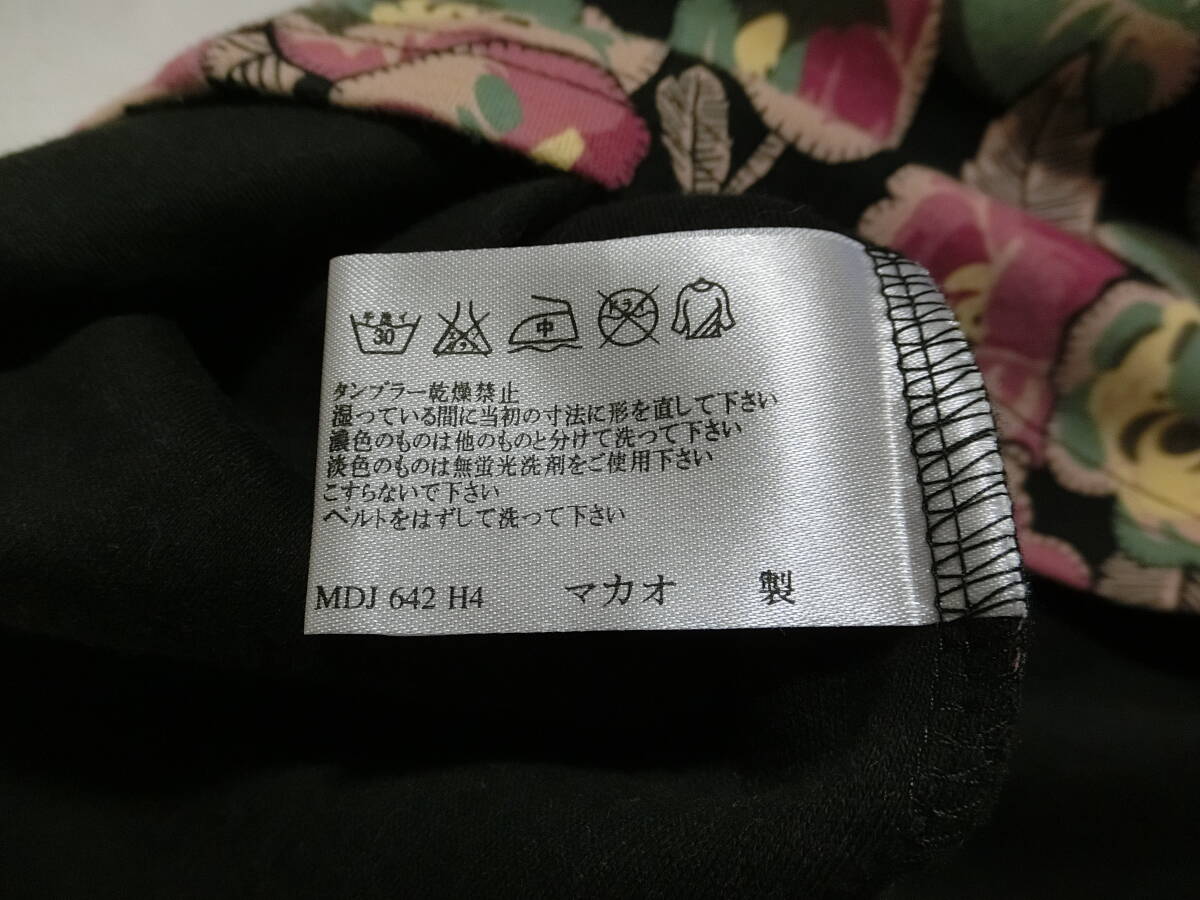 手洗イ 30 中 ドライ
タンブラー乾燥禁止
湿っている間に当初の寸法に形を直して下さい
濃色のものは他のものと分けて洗って下さい
淡色のものは無蛍光洗剤をご使用下さい
こすらないで下さい
ベルトをはずして洗って下さい
MDJ 642 H4 マカオ 製